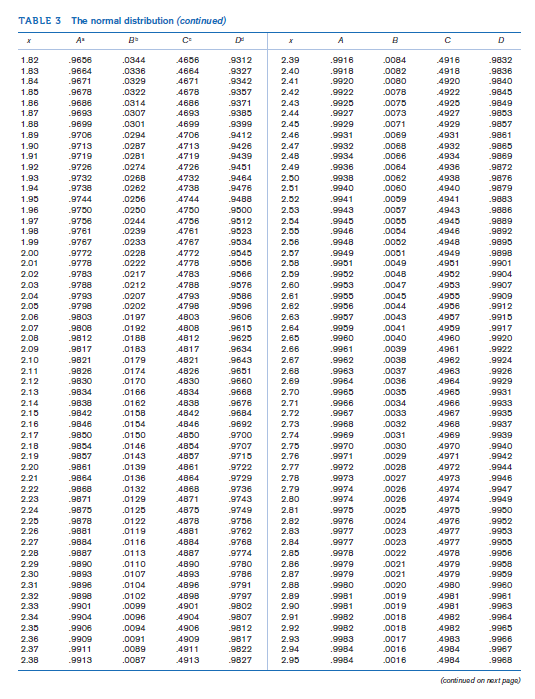 TABLE 3 The normal distribution (continued)
x Aᵃ Bᵇ Cᶜ Dᵈ x A B C D
1.82 .9656 .0344 .4656 .9312 2.39 .9916 .0084 .4916 .9832
1.83 .9664 .0336 .4664 .9327 2.40 .9918 .0082 .4918 .9836
1.84 .9671 .0329 .4671 .9342 2.41 .9920 .0080 .4920 .9840
1.85 .9678 .0322 .4678 .9357 2.42 .9922 .0078 .4922 .9845
1.86 .9686 .0314 .4686 .9371 2.43 .9925 .0075 .4925 .9849
1.87 .9693 .0307 .4693 .9385 2.44 .9927 .0073 .4927 .9853
1.88 .9699 .0301 .4699 .9399 2.45 .9929 .0071 .4929 .9857
1.89 .9706 .0294 .4706 .9412 2.46 .9931 .0069 .4931 .9861
1.90 .9713 .0287 .4713 .9426 2.47 .9932 .0068 .4932 .9865
1.91 .9719 .0281 .4719 .9439 2.48 .9934 .0066 .4934 .9869
1.92 .9726 .0274 .4726 .9451 2.49 .9936 .0064 .4936 .9872
1.93 .9732 .0268 .4732 .9464 2.50 .9938 .0062 .4938 .9876
1.94 .9738 .0262 .4738 .9476 2.51 .9940 .0060 .4940 .9879
1.95 .9744 .0256 .4744 .9488 2.52 .9941 .0059 .4941 .9883
1.96 .9750 .0250 .4750 .9500 2.53 .9943 .0057 .4943 .9886
1.97 .9756 .0244 .4756 .9512 2.54 .9945 .0055 .4945 .9889
1.98 .9761 .0239 .4761 .9523 2.55 .9946 .0054 .4946 .9892
1.99 .9767 .0233 .4767 .9534 2.56 .9948 .0052 .4948 .9895
2.00 .9772 .0228 .4772 .9545 2.57 .9949 .0051 .4949 .9898
2.01 .9778 .0222 .4778 .9556 2.58 .9951 .0049 .4951 .9901
2.02 .9783 .0217 .4783 .9566 2.59 .9952 .0048 .4952 .9904
2.03 .9788 .0212 .4788 .9576 2.60 .9953 .0047 .4953 .9907
2.04 .9793 .0207 .4793 .9586 2.61 .9955 .0045 .4955 .9909
2.05 .9798 .0202 .4798 .9596 2.62 .9956 .0044 .4956 .9912
2.06 .9803 .0197 .4803 .9606 2.63 .9957 .0043 .4957 .9915
2.07 .9808 .0192 .4808 .9615 2.64 .9959 .0041 .4959 .9917
2.08 .9812 .0188 .4812 .9625 2.65 .9960 .0040 .4960 .9920
2.09 .9817 .0183 .4817 .9634 2.66 .9961 .0039 .4961 .9922
2.10 .9821 .0179 .4821 .9643 2.67 .9962 .0038 .4962 .9924
2.11 .9826 .0174 .4826 .9651 2.68 .9963 .0037 .4963 .9926
2.12 .9830 .0170 .4830 .9660 2.69 .9964 .0036 .4964 .9929
2.13 .9834 .0166 .4834 .9668 2.70 .9965 .0035 .4965 .9931
2.14 .9838 .0162 .4838 .9676 2.71 .9966 .0034 .4966 .9933
2.15 .9842 .0158 .4842 .9684 2.72 .9967 .0033 .4967 .9935
2.16 .9846 .0154 .4846 .9692 2.73 .9968 .0032 .4968 .9937
2.17 .9850 .0150 .4850 .9700 2.74 .9969 .0031 .4969 .9939
2.18 .9854 .0146 .4854 .9707 2.75 .9970 .0030 .4970 .9940
2.19 .9857 .0143 .4857 .9715 2.76 .9971 .0029 .4971 .9942
2.20 .9861 .0139 .4861 .9722 2.77 .9972 .0028 .4972 .9944
2.21 .9864 .0136 .4864 .9729 2.78 .9973 .0027 .4973 .9946
2.22 .9868 .0132 .4868 .9736 2.79 .9974 .0026 .4974 .9947
2.23 .9871 .0129 .4871 .9743 2.80 .9974 .0026 .4974 .9949
2.24 .9875 .0125 .4875 .9749 2.81 .9975 .0025 .4975 .9950
2.25 .9878 .0122 .4878 .9756 2.82 .9976 .0024 .4976 .9952
2.26 .9881 .0119 .4881 .9762 2.83 .9977 .0023 .4977 .9953
2.27 .9884 .0116 .4884 .9768 2.84 .9977 .0023 .4977 .9955
2.28 .9887 .0113 .4887 .9774 2.85 .9978 .0022 .4978 .9956
2.29 .9890 .0110 .4890 .9780 2.86 .9979 .0021 .4979 .9958
2.30 .9893 .0107 .4893 .9786 2.87 .9979 .0021 .4979 .9959
2.31 .9896 .0104 .4896 .9791 2.88 .9980 .0020 .4980 .9960
2.32 .9898 .0102 .4898 .9797 2.89 .9981 .0019 .4981 .9961
2.33 .9901 .0099 .4901 .9802 2.90 .9981 .0019 .4981 .9963
2.34 .9904 .0096 .4904 .9807 2.91 .9982 .0018 .4982 .9964
2.35 .9906 .0094 .4906 .9812 2.92 .9982 .0018 .4982 .9965
2.36 .9909 .0091 .4909 .9817 2.93 .9983 .0017 .4983 .9966
2.37 .9911 .0089 .4911 .9822 2.94 .9984 .0016 .4984 .9967
2.38 .9913 .0087 .4913 .9827 2.95 .9984 .0016 .4984 .9968
(continued on next page)